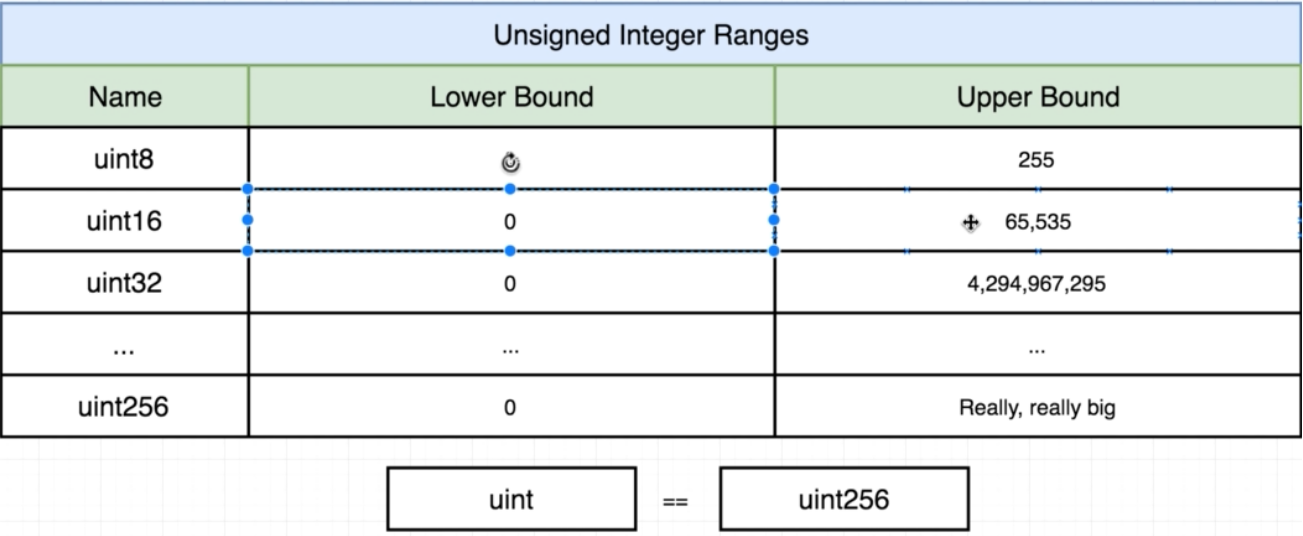 Unsigned Integer Ranges
Name Lower Bound Upper Bound
uint8 255
uint16 0 65,535
uint32 0 4,294,967,295
... ... ...
uint256 0 Really, really big
uint == uint256